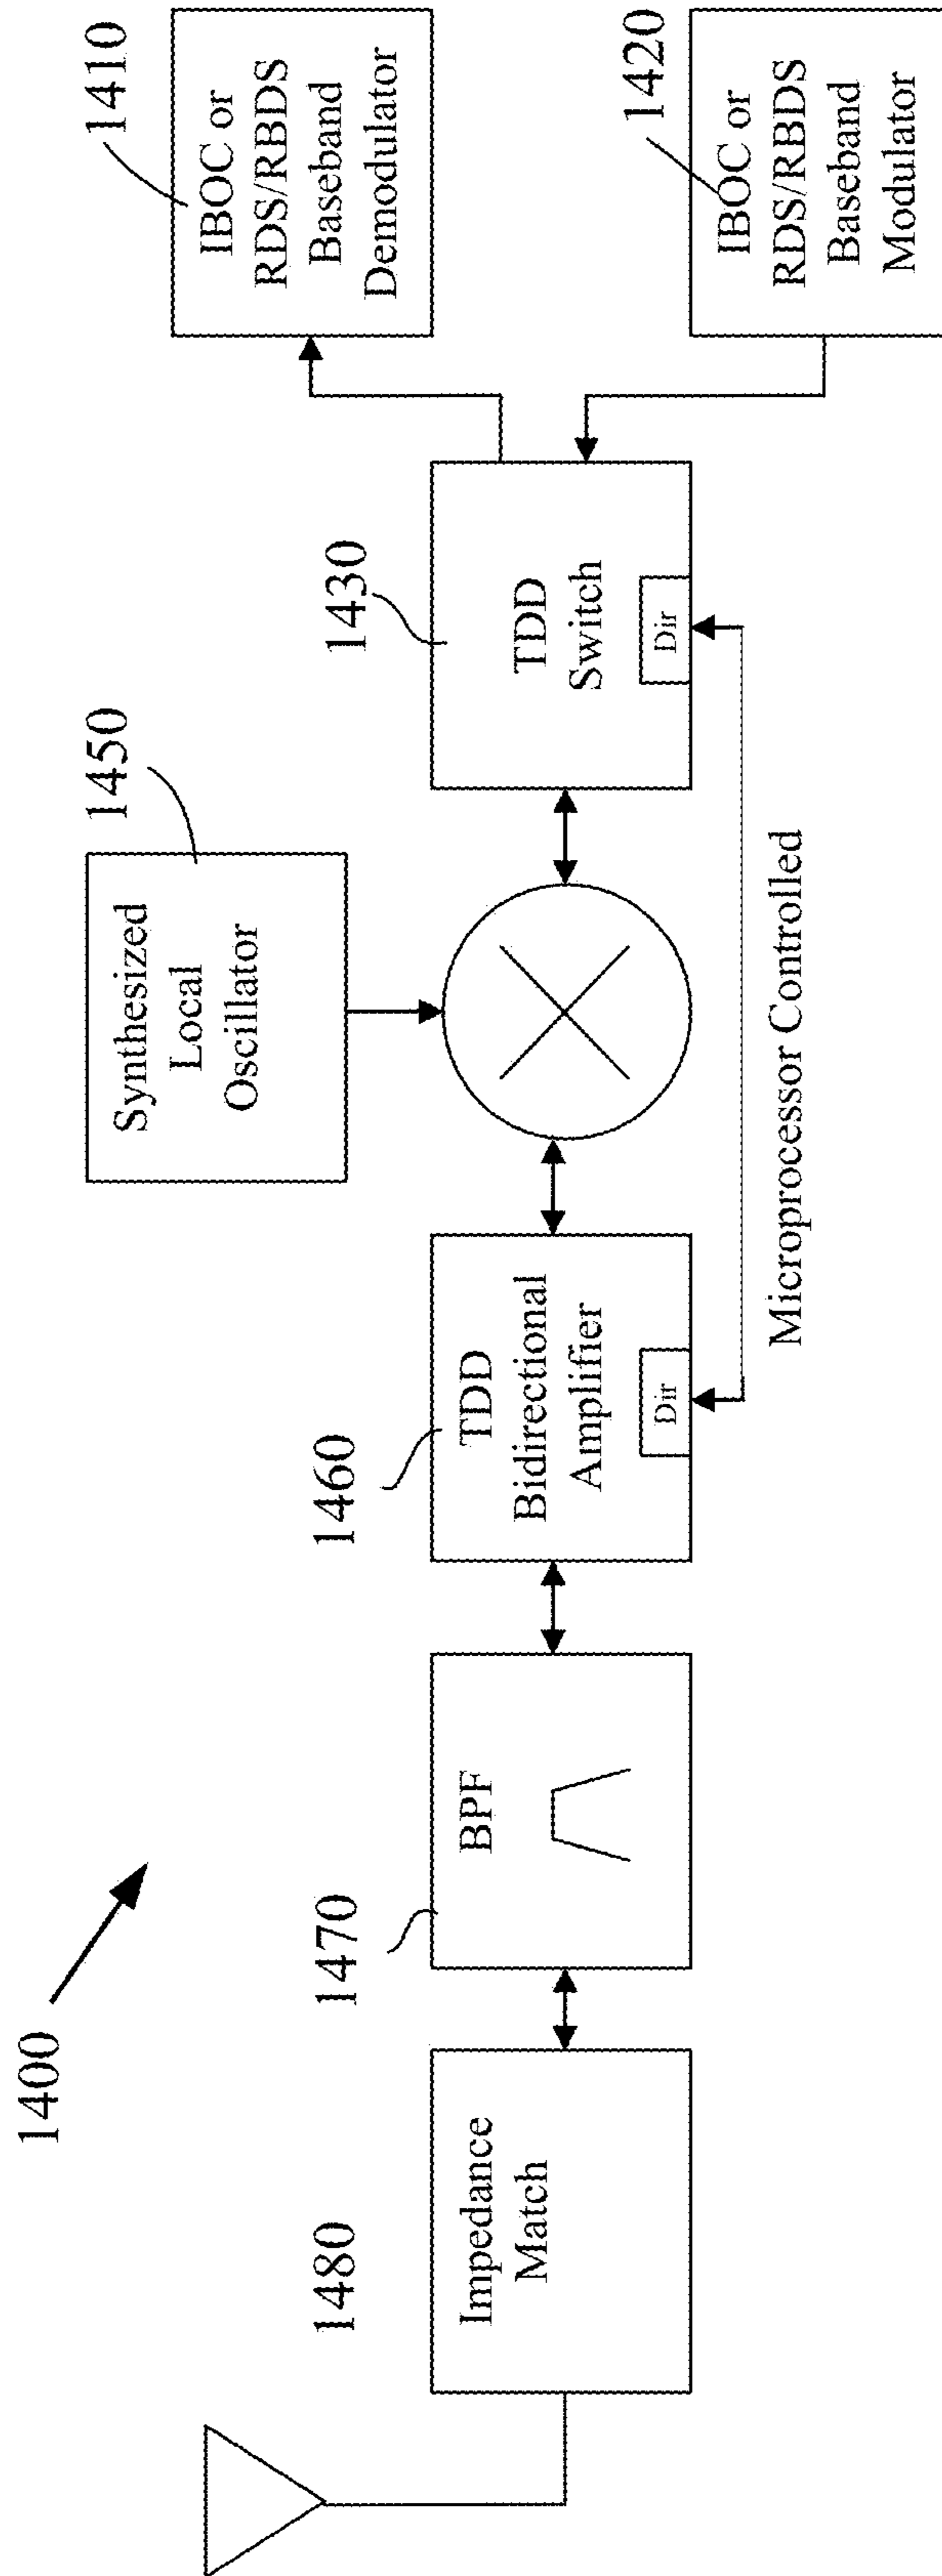 1400
1480
Impedance
Match
1470
BPF
1460
TDD
Bidirectional
Amplifier
Dir
1450
Synthesized
Local
Oscillator
1430
TDD
Switch
Dir
Microprocessor Controlled
1410
IBOC or
RDS/RBDS
Baseband
Demodulator
1420
IBOC or
RDS/RBDS
Baseband
Modulator